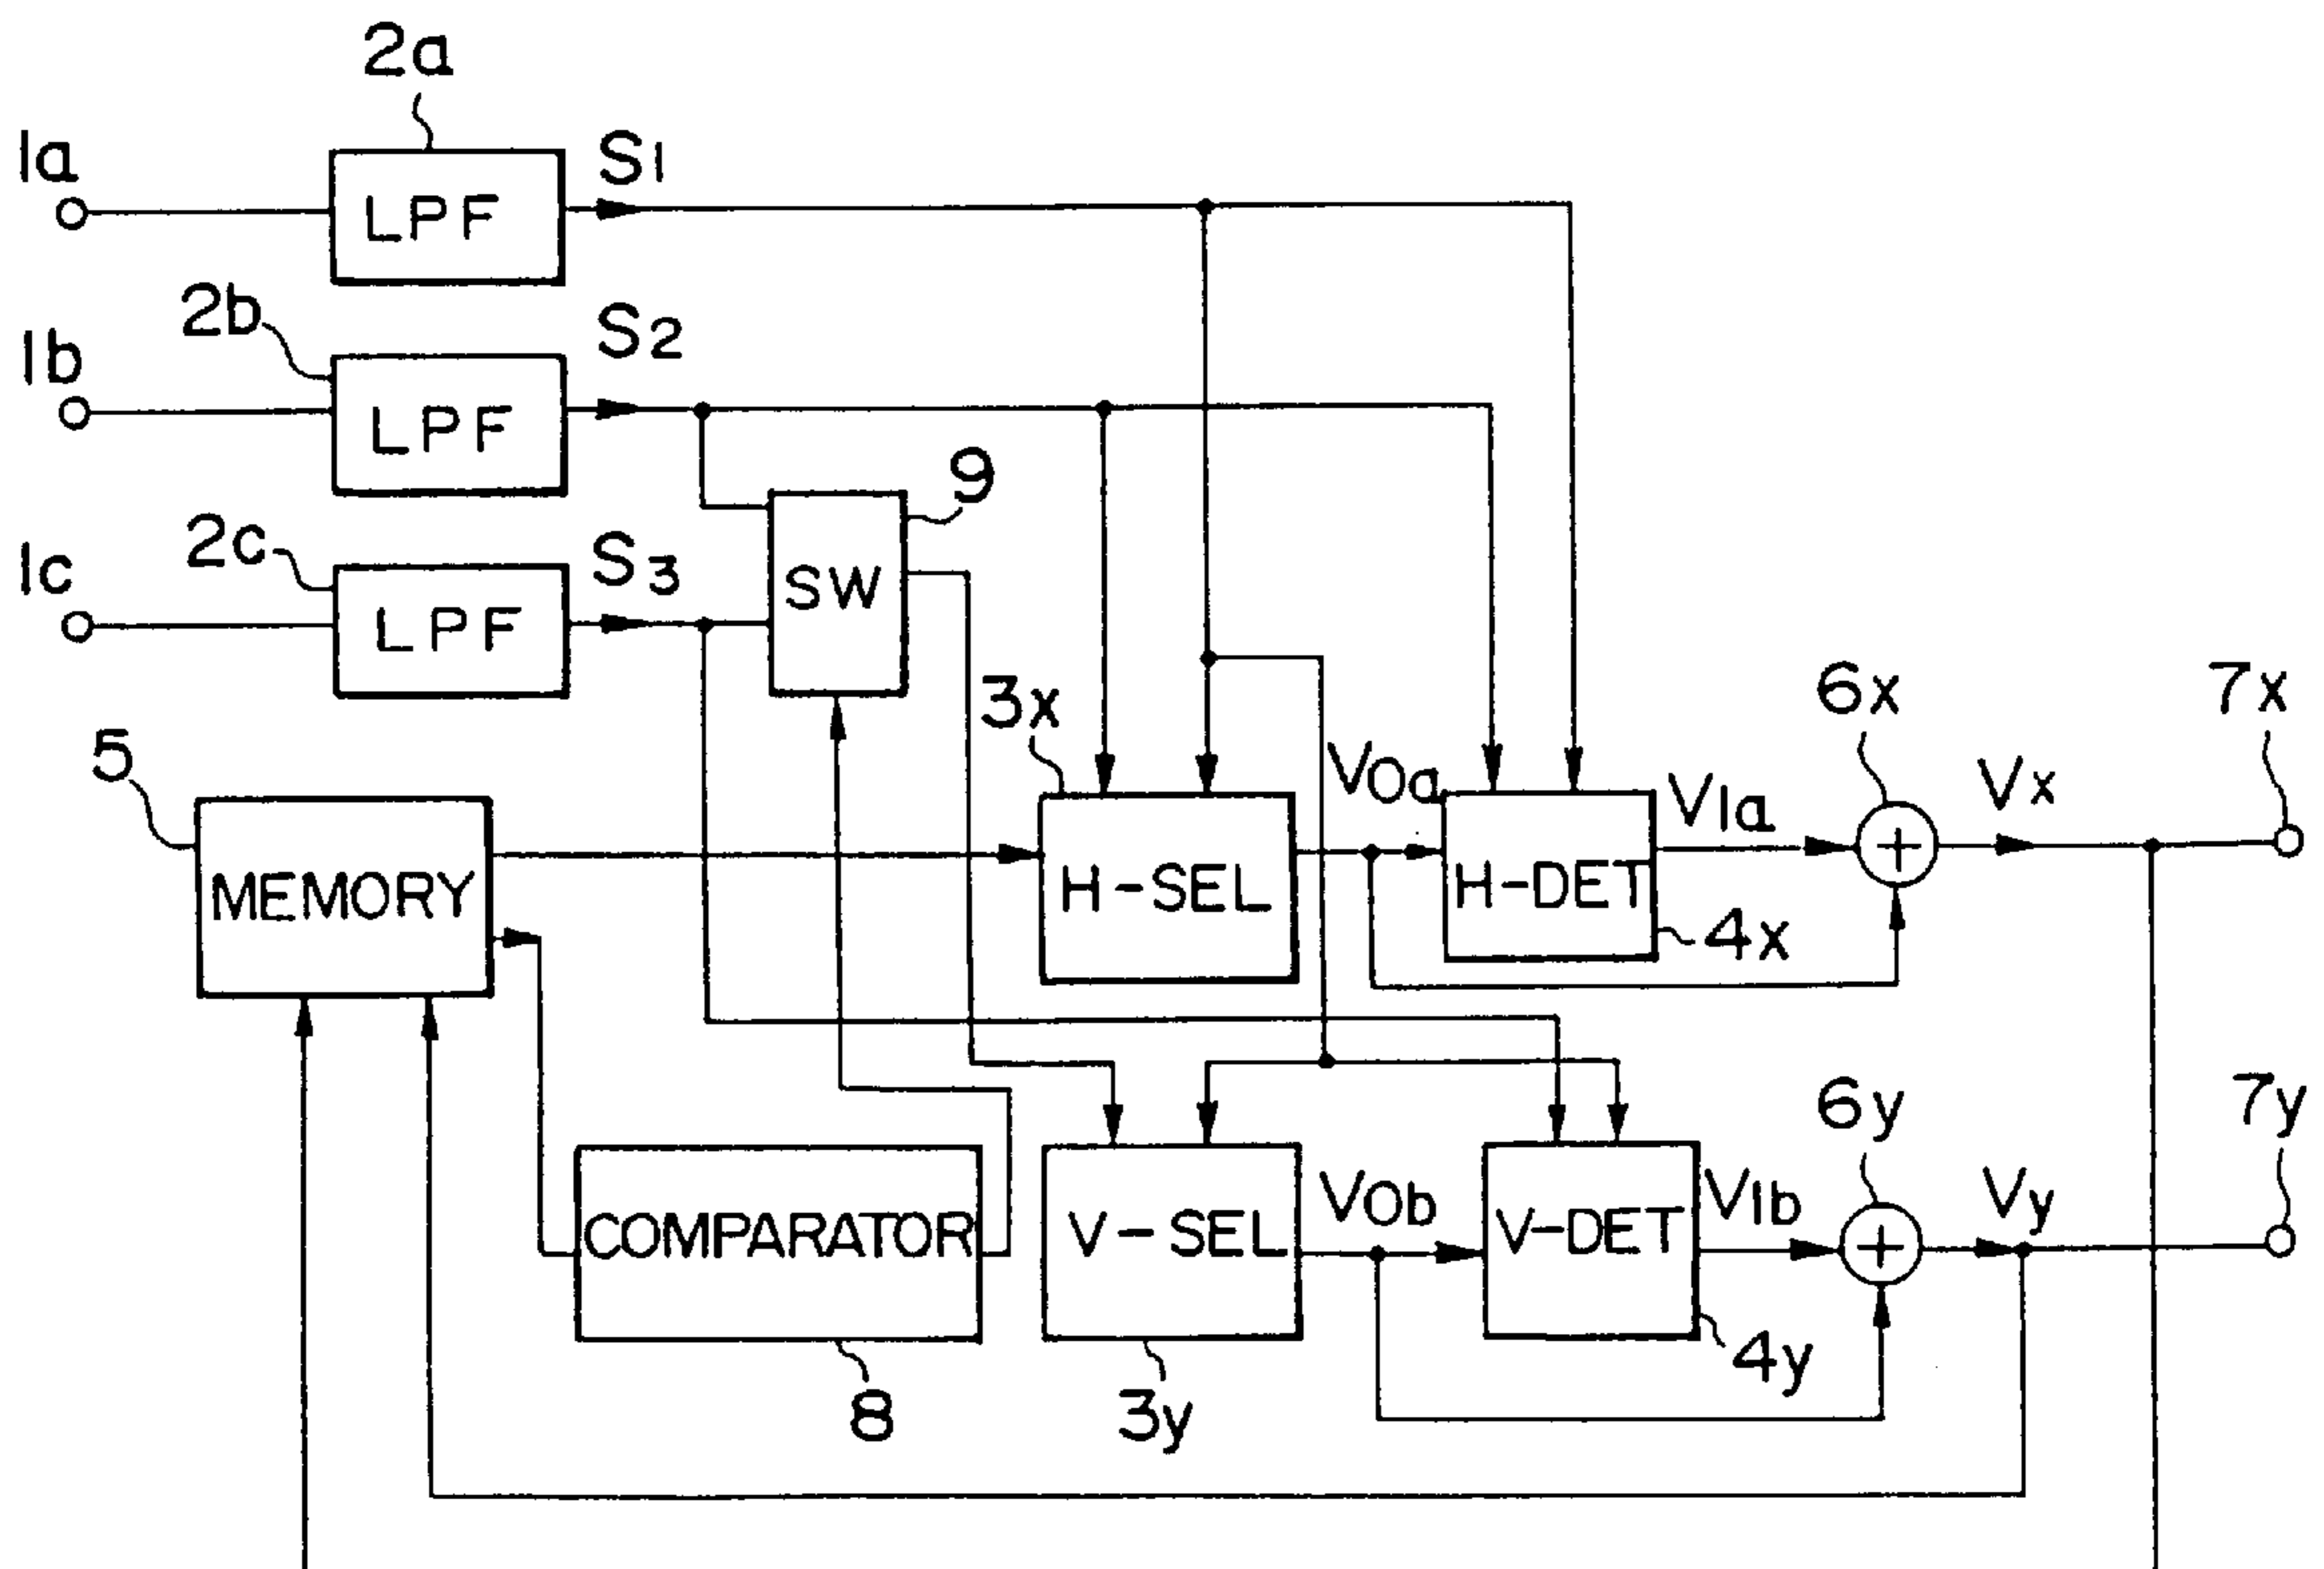 2a
1a
LPF
S1
2b
1b
LPF
S2
9
2c
1c
LPF
S3
SW
3x
6x
7x
5
V0a
V1a
Vx
MEMORY
H-SEL
H-DET
4x
6y
7y
COMPARATOR
V-SEL
V0b
V-DET
V1b
Vy
4y
8
3y